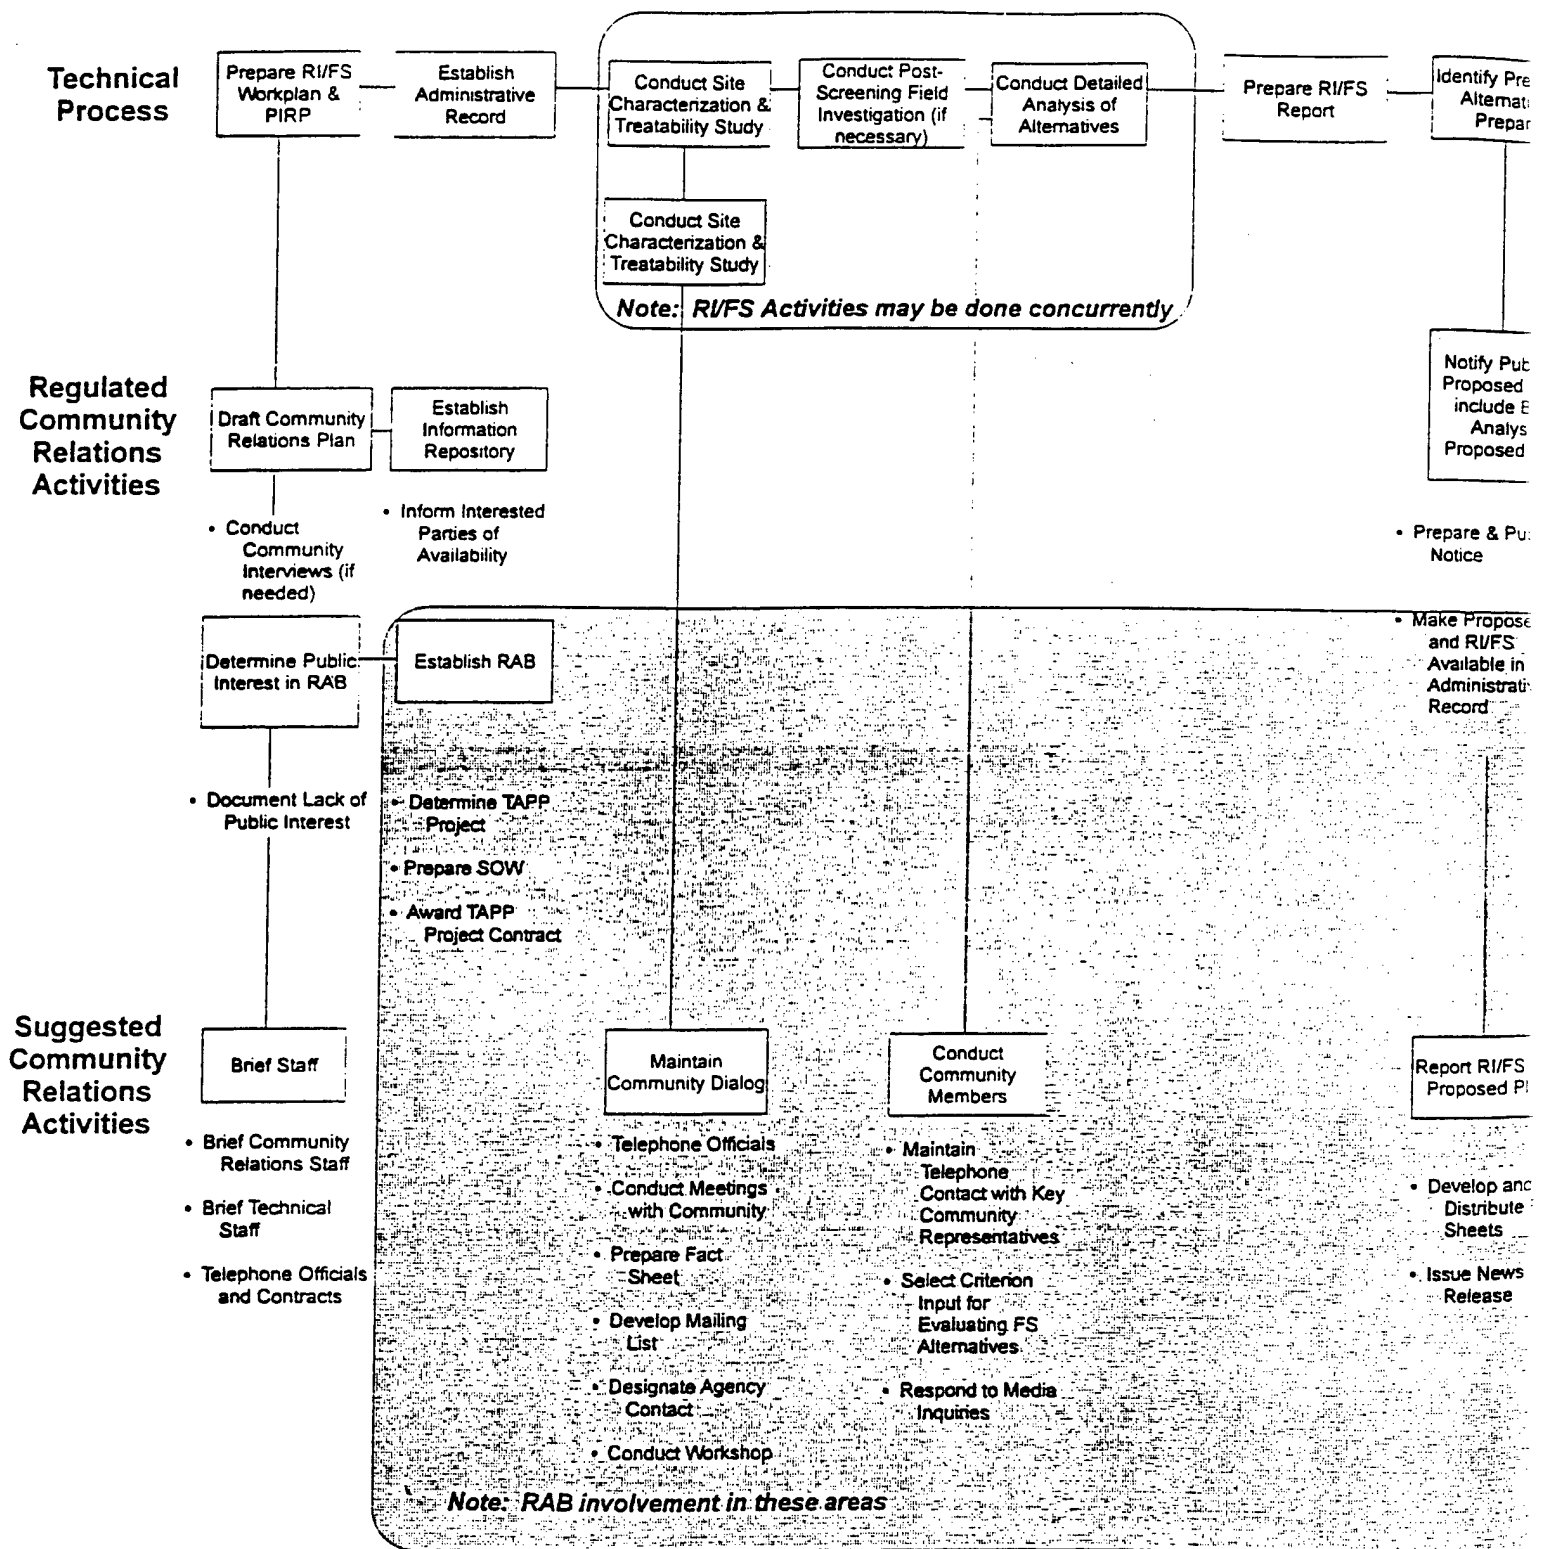 Technical
Process
Prepare RI/FS
Workplan &
PIRP
Establish
Administrative
Record
Conduct Site
Characterization &
Treatability Study
Conduct Post-
Screening Field
Investigation (if
necessary)
Conduct Detailed
Analysis of
Alternatives
Prepare RI/FS
Report
Identify
Conduct Site
Characterization &
Treatability Study
Note: RI/FS Activities may be done concurrently
Regulated
Community
Relations
Activities
Draft Community
Relations Plan
Establish
Information
Repository
Notify
Proposed
include
Proposed
• Conduct
Community
Interviews (if
needed)
• Inform Interested
Parties of
Availability
• Prepare &
Notice
Determine Public
Interest in RAB
Establish RAB
• Make
and RI/FS
Available in
Record
• Document Lack of
Public Interest
• Determine TAPP
Project
• Prepare SOW
• Award TAPP
Project Contract
Suggested
Community
Relations
Activities
Brief Staff
Maintain
Community Dialog
Conduct
Community
Members
Report RI/FS
Proposed
• Brief Community
Relations Staff
• Brief Technical
Staff
• Telephone Officials
and Contracts
• Telephone Officials
• Conduct Meetings
with Community
• Prepare Fact
Sheet
• Develop Mailing
List
• Designate Agency
Contact
• Conduct Workshop
• Maintain
Telephone
Contact with Key
Community
Representatives
• Select Criterion
Input for
Evaluating FS
Alternatives
• Respond to Media
Inquiries
• Develop and
Distribute
Sheets
• Issue News
Release
Note: RAB involvement in these areas